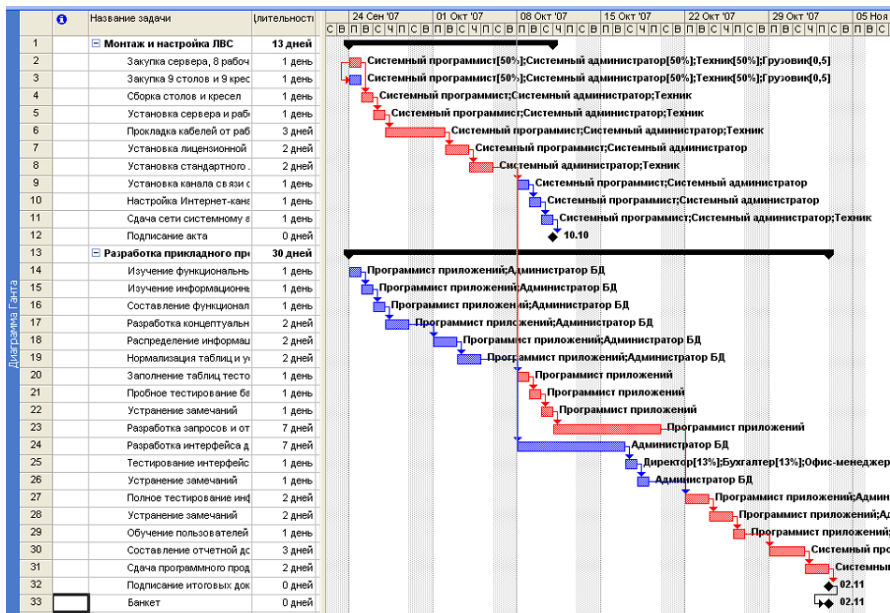 Название задачи Длительность 24 Сен '07 01 Окт '07 08 Окт '07 15 Окт '07 22 Окт '07 29 Окт '07 05 Ноя
С В П В С Ч П С В П В С Ч П С В П В С Ч П С В П В С Ч П С В П В С Ч П С В П В С Ч П С В П В С
1 Монтаж и настройка ЛВС 13 дней
2 Закупка сервера, 8 рабоч 1 день Системный программист[50%];Системный администратор[50%];Техник[50%];Грузовик[0,5]
3 Закупка 9 столов и 9 крес 1 день Системный программист[50%];Системный администратор[50%];Техник[50%];Грузовик[0,5]
4 Сборка столов и кресел 1 день Системный программист;Системный администратор;Техник
5 Установка сервера и раб 1 день Системный программист;Системный администратор;Техник
6 Прокладка кабелей от раб 3 дней Системный программист;Системный администратор;Техник
7 Установка лицензионной 2 дней Системный программист;Системный администратор
8 Установка стандартного 2 дней Системный администратор;Техник
9 Установка канала связи с 1 день Системный программист;Системный администратор
10 Настройка Интернет-кана 1 день Системный программист;Системный администратор
11 Сдача сети системному а 1 день Системный программист;Системный администратор;Техник
12 Подписание акта 0 дней 10.10
13 Разработка прикладного пр 30 дней
14 Изучение функциональн 1 день Программист приложений;Администратор БД
15 Изучение информационн 1 день Программист приложений;Администратор БД
16 Составление функционал 1 день Программист приложений;Администратор БД
17 Разработка концептуальн 2 дней Программист приложений;Администратор БД
18 Распределение информац 2 дней Программист приложений;Администратор БД
19 Нормализация таблиц и у 2 дней Программист приложений;Администратор БД
20 Заполнение таблиц тесто 1 день Программист приложений
21 Пробное тестирование ба 1 день Программист приложений
22 Устранение замечаний 1 день Программист приложений
23 Разработка запросов и от 7 дней Программист приложений
24 Разработка интерфейса д 7 дней Администратор БД
25 Тестирование интерфейс 1 день Директор[13%];Бухгалтер[13%];Офис-менеджер
26 Устранение замечаний 1 день Администратор БД
27 Полное тестирование ин 2 дней Программист приложений;Админ
28 Устранение замечаний 2 дней Программист приложений;Ад
29 Обучение пользователей 1 день Программист приложений;
30 Составление отчетной до 3 дней Системный про
31 Сдача программного прод 2 дней Системный
32 Подписание итоговых док 0 дней 02.11
33 Банкет 0 дней 02.11
Диаграмма Ганта